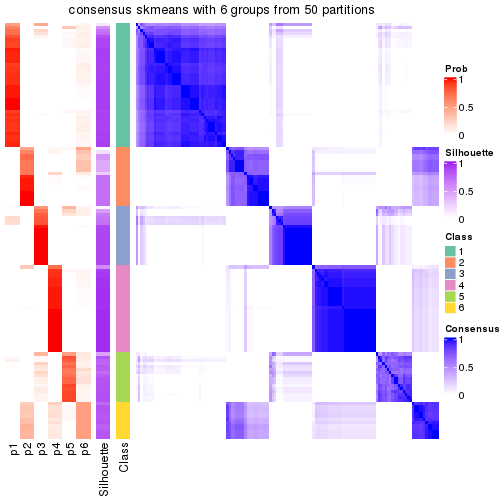 consensus skmeans with 6 groups from 50 partitions
Prob
1
0.5
0
Silhouette
1
0.5
0
Class
1
2
3
4
5
6
Consensus
1
0.5
0
p1
p2
p3
p4
p5
p6
Silhouette
Class